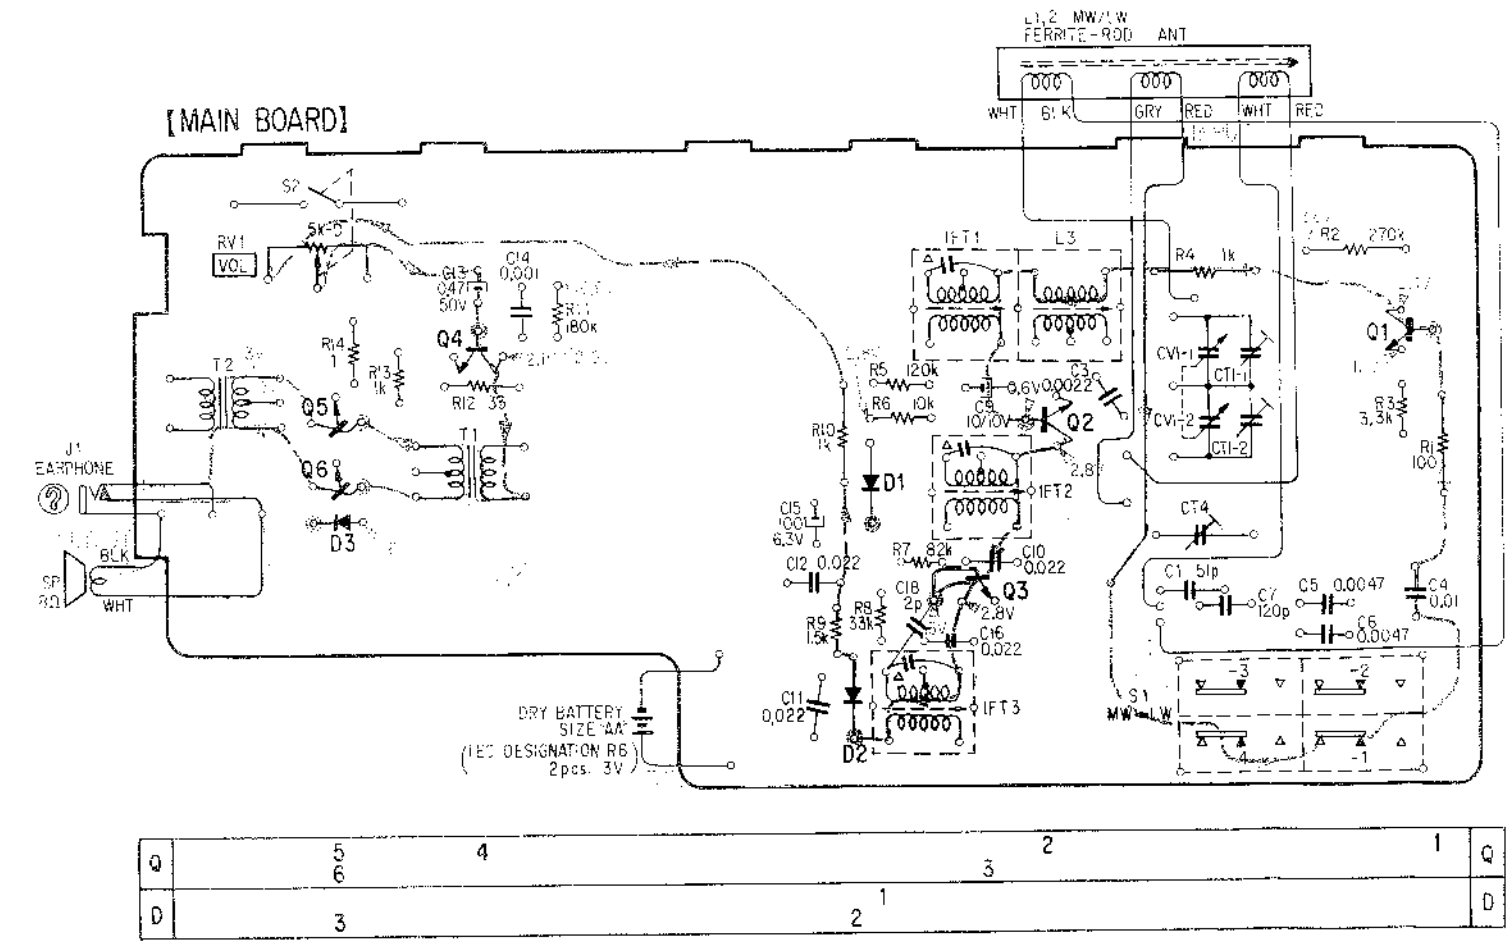 L1,2 MW/LW
FERRITE-ROD ANT
WHT BLK GRY RED WHT RED
【MAIN BOARD】
S2
5k-D
RV1
VOL
C13
0.47
50V
C14
0.001
R11
180k
Q4
R14
1
R13
1k
R12 33
T2
Q5
Q6
T1
D3
J1
EARPHONE
BLK
SP
8Ω
WHT
IFT1
L3
R4 1k
R2 270k
Q1
CV1-1
CT1-1
CV1-2
CT1-2
R3
3.3k
R1
100
R5 120k
R6 10k
R10
1k
0.6V
C9
10/10V
C3
0.0022
Q2
2.8V
D1
IFT2
C15
100
6.3V
C12 0.022
R7 82k
C10
0.022
C18
2p
Q3
2.8V
R8
33k
R9
1.5k
C16
0.022
CT4
C1 51p
C7
120p
C5 0.0047
C6
0.0047
C4
0.01
C11
0.022
D2
IFT3
S1
MW↔LW
-3
-2
-4
-1
DRY BATTERY
SIZE "AA"
(IEC DESIGNATION R6)
2pcs. 3V
Q 5 4 2 1 Q
6 3
D 1 D
3 2